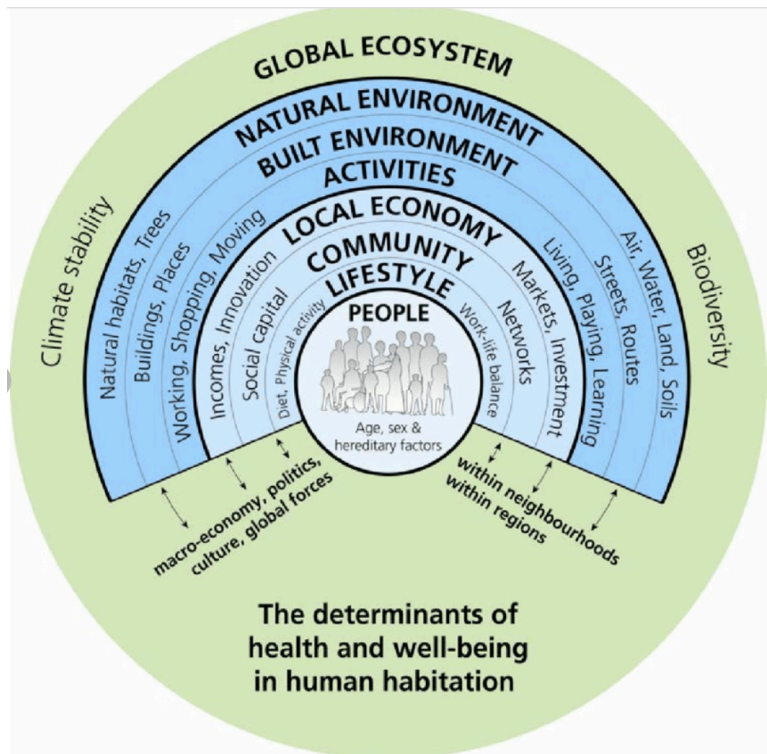 GLOBAL ECOSYSTEM
NATURAL ENVIRONMENT
BUILT ENVIRONMENT
ACTIVITIES
LOCAL ECONOMY
COMMUNITY
LIFESTYLE
PEOPLE
Age, sex &
hereditary factors
Climate stability
Natural habitats, Trees
Buildings, Places
Working, Shopping, Moving
Incomes, Innovation
Social capital
Diet, Physical activity
Work-life balance
Networks
Markets, Investment
Living, Playing, Learning
Streets, Routes
Air, Water, Land, Soils
Biodiversity
macro-economy, politics,
culture, global forces
within neighbourhoods
within regions
The determinants of
health and well-being
in human habitation